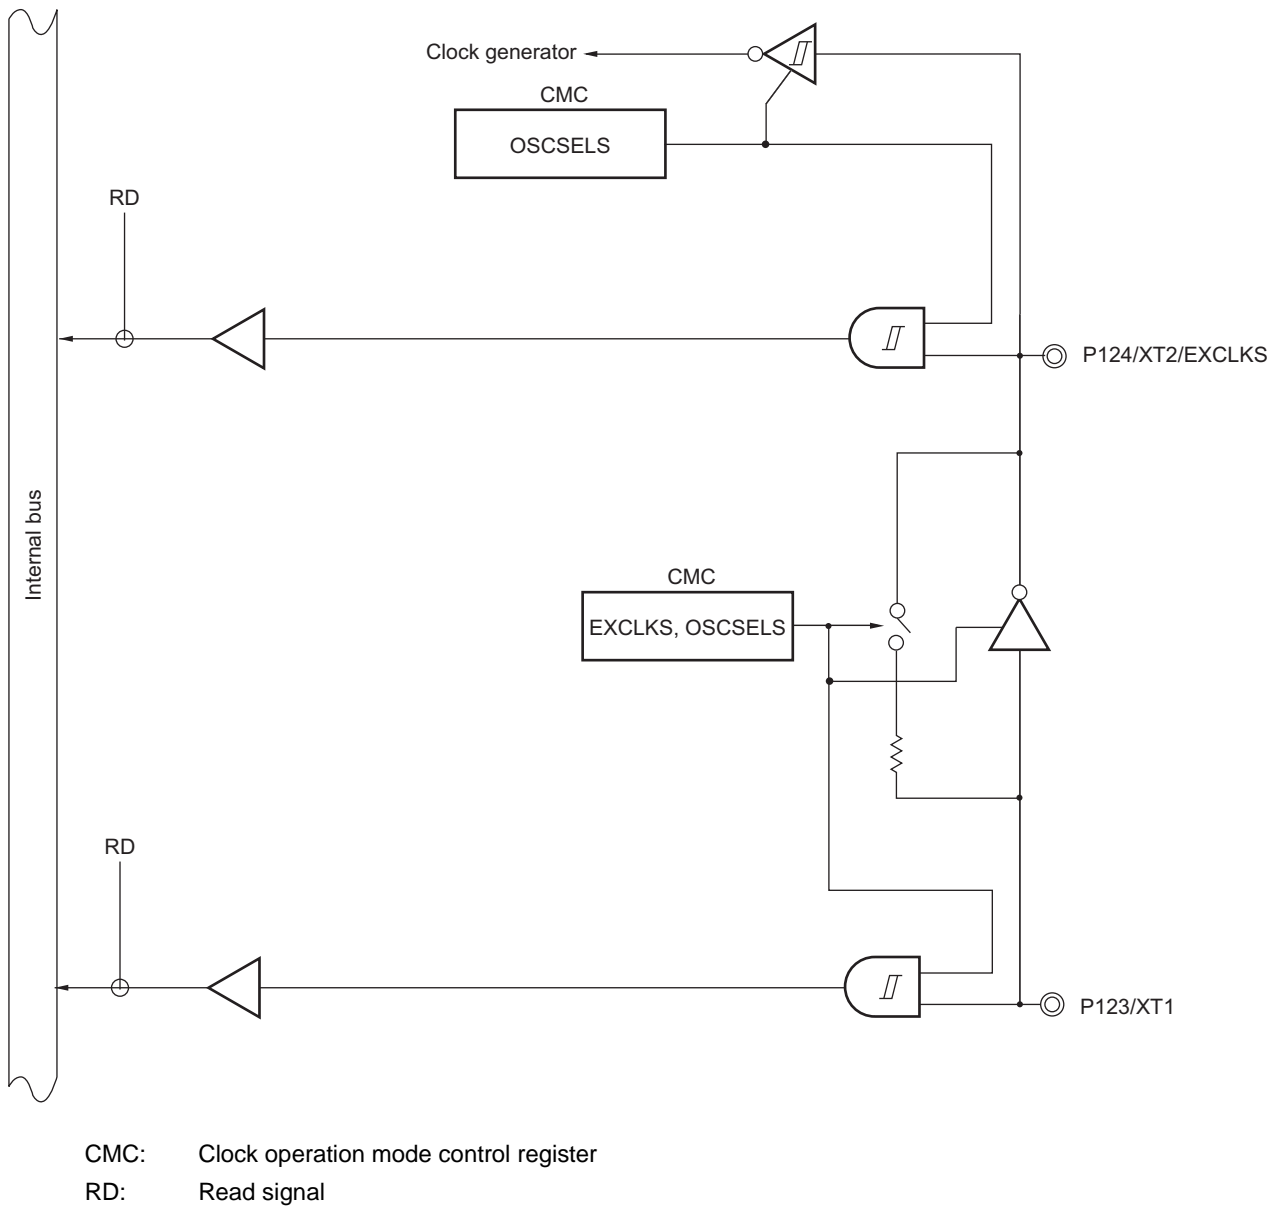 Clock generator
CMC
OSCSELS
RD
P124/XT2/EXCLKS
Internal bus
CMC
EXCLKS, OSCSELS
RD
P123/XT1
CMC: Clock operation mode control register
RD: Read signal